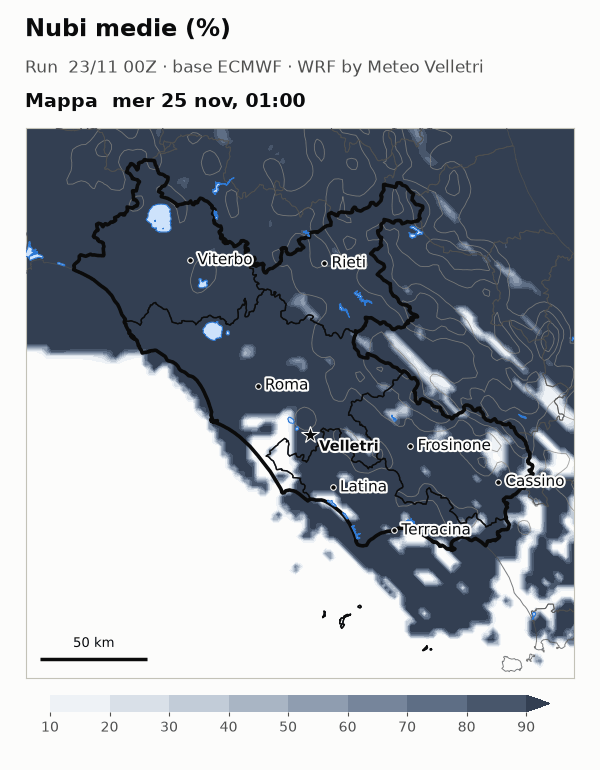 Nubi medie (%)
Run 23/11 00Z · base ECMWF · WRF by Meteo Velletri
Mappa mer 25 nov, 01:00
Viterbo
Rieti
Roma
Velletri
Frosinone
Latina
Cassino
Terracina
50 km
10 20 30 40 50 60 70 80 90